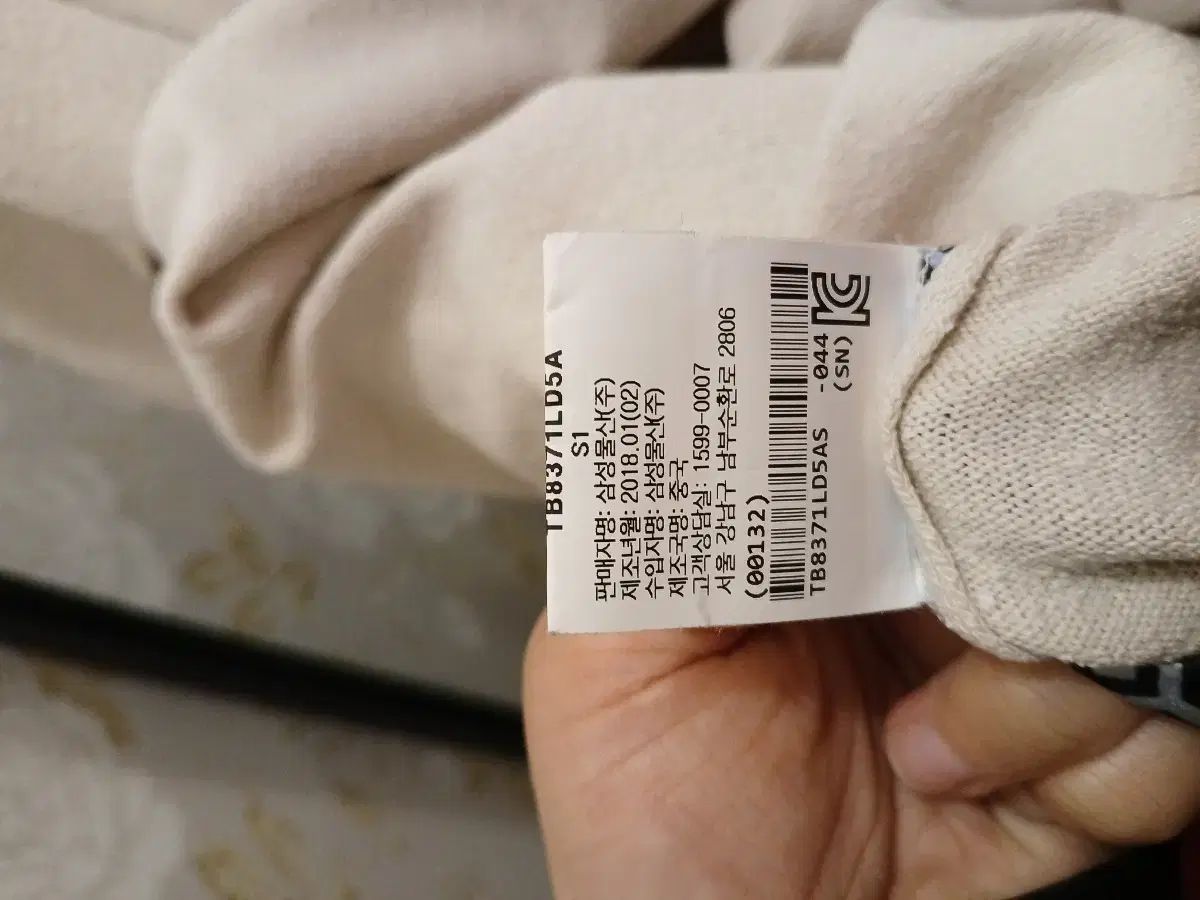 TB8371LD5A
S1
판매자명: 삼성물산(주)
제조년월: 2018.01(02)
수입자명: 삼성물산(주)
제조국명: 중국
고객상담실: 1599-0007
서울 강남구 남부순환로 2806
(00132)
TB8371LD5AS -044
(SN)